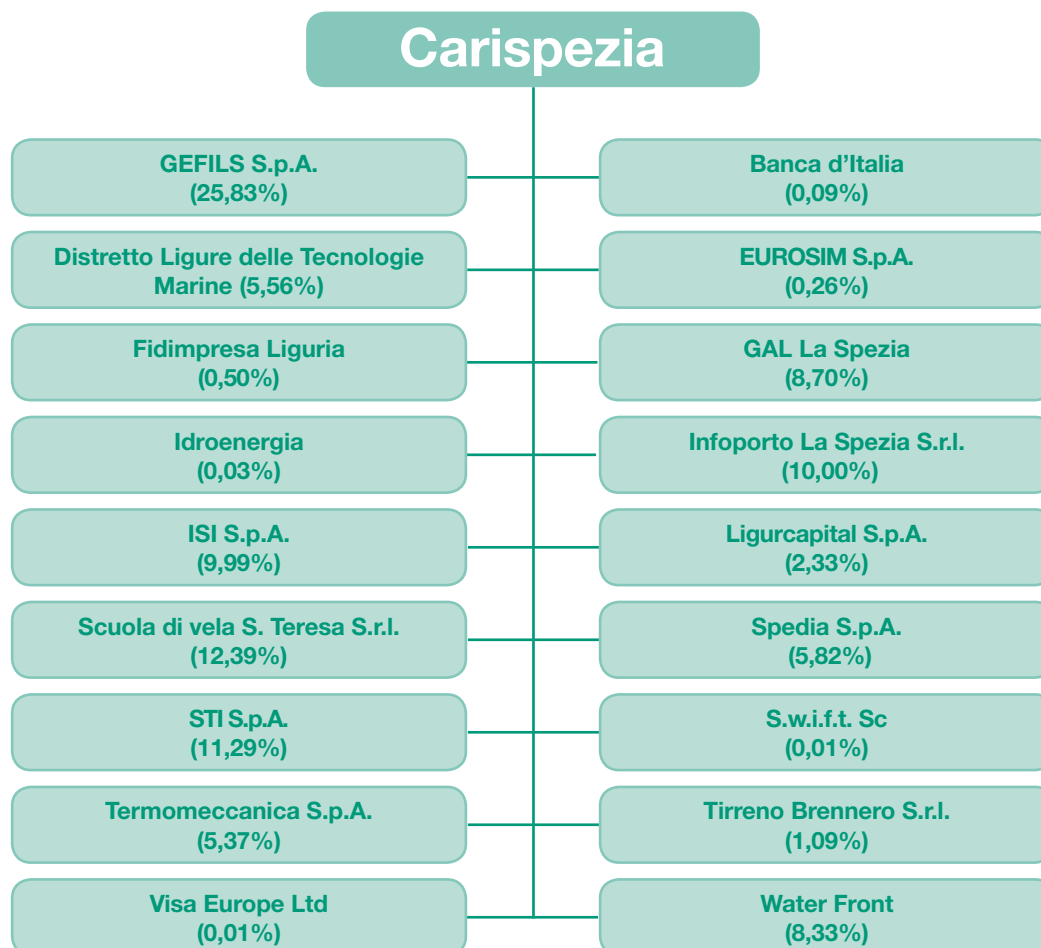 Carispezia
GEFILS S.p.A.
(25,83%)
Banca d’Italia
(0,09%)
Distretto Ligure delle Tecnologie
Marine (5,56%)
EUROSIM S.p.A.
(0,26%)
Fidimpresa Liguria
(0,50%)
GAL La Spezia
(8,70%)
Idroenergia
(0,03%)
Infoporto La Spezia S.r.l.
(10,00%)
ISI S.p.A.
(9,99%)
Ligurcapital S.p.A.
(2,33%)
Scuola di vela S. Teresa S.r.l.
(12,39%)
Spedia S.p.A.
(5,82%)
STI S.p.A.
(11,29%)
S.w.i.f.t. Sc
(0,01%)
Termomeccanica S.p.A.
(5,37%)
Tirreno Brennero S.r.l.
(1,09%)
Visa Europe Ltd
(0,01%)
Water Front
(8,33%)